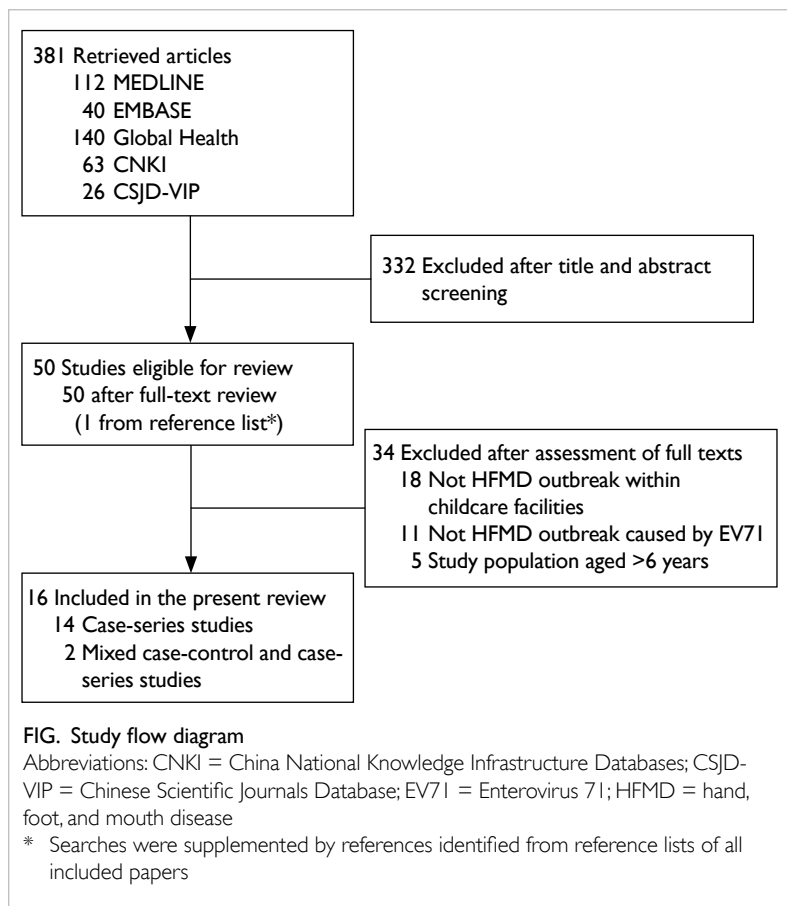 381 Retrieved articles
112 MEDLINE
40 EMBASE
140 Global Health
63 CNKI
26 CSJD-VIP
332 Excluded after title and abstract
screening
50 Studies eligible for review
50 after full-text review
(1 from reference list*)
34 Excluded after assessment of full texts
18 Not HFMD outbreak within
childcare facilities
11 Not HFMD outbreak caused by EV71
5 Study population aged >6 years
16 Included in the present review
14 Case-series studies
2 Mixed case-control and case-
series studies
FIG. Study flow diagram
Abbreviations: CNKI = China National Knowledge Infrastructure Databases; CSJD-
VIP = Chinese Scientific Journals Database; EV71 = Enterovirus 71; HFMD = hand,
foot, and mouth disease
* Searches were supplemented by references identified from reference lists of all
included papers